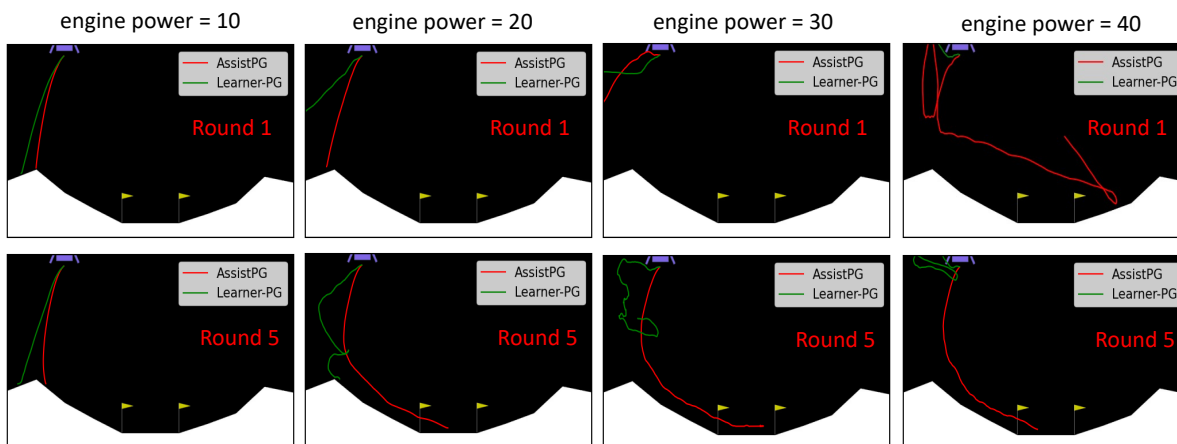 engine power = 10
engine power = 20
engine power = 30
engine power = 40
AssistPG
Learner-PG
Round 1
AssistPG
Learner-PG
Round 1
AssistPG
Learner-PG
Round 1
AssistPG
Learner-PG
Round 1
AssistPG
Learner-PG
Round 5
AssistPG
Learner-PG
Round 5
AssistPG
Learner-PG
Round 5
AssistPG
Learner-PG
Round 5